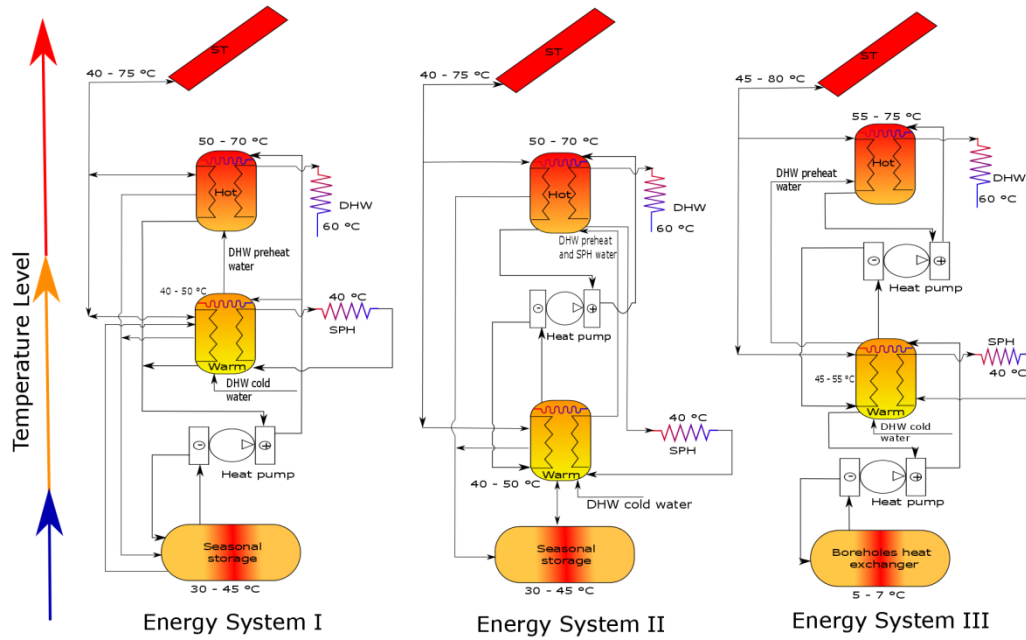 Temperature Level
ST
40 - 75 °C
50 - 70 °C
Hot
DHW
60 °C
DHW preheat
water
40 - 50 °C
40 °C
SPH
Warm
DHW cold
water
-
+
Heat pump
Seasonal
storage
30 - 45 °C
Energy System I
ST
40 - 75 °C
50 - 70 °C
Hot
DHW
60 °C
DHW preheat
and SPH water
-
+
Heat pump
40 °C
SPH
Warm
40 - 50 °C
DHW cold water
Seasonal
storage
30 - 45 °C
Energy System II
ST
45 - 80 °C
55 - 75 °C
Hot
DHW preheat
water
DHW
60 °C
-
+
Heat pump
SPH
40 °C
45 - 55 °C
Warm
DHW cold
water
-
+
Heat pump
Boreholes heat
exchanger
5 - 7 °C
Energy System III